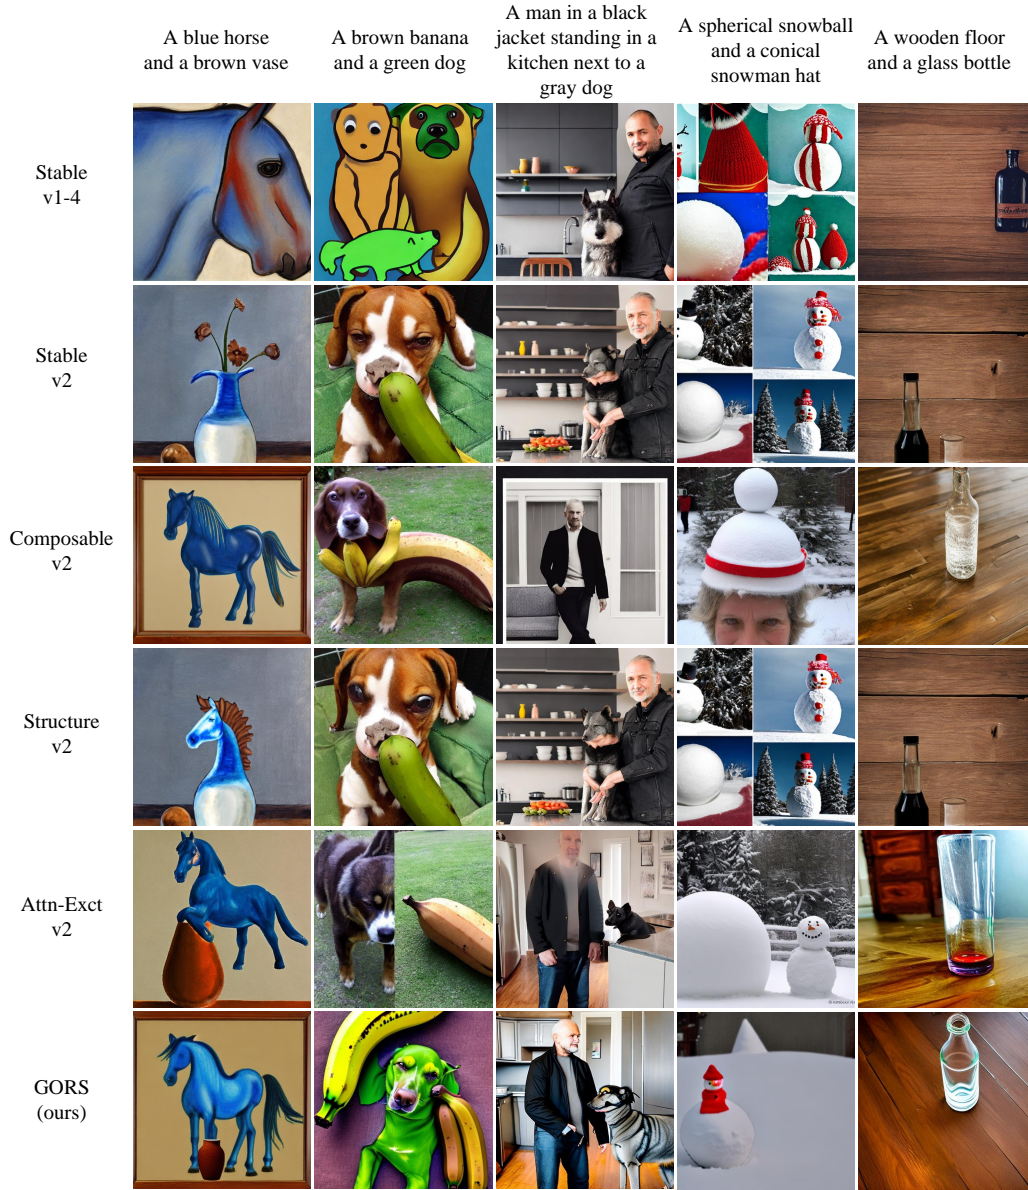 A blue horse
and a brown vase
A brown banana
and a green dog
A man in a black
jacket standing in a
kitchen next to a
gray dog
A spherical snowball
and a conical
snowman hat
A wooden floor
and a glass bottle
Stable
v1-4
Stable
v2
Composable
v2
Structure
v2
Attn-Exct
v2
GORS
(ours)